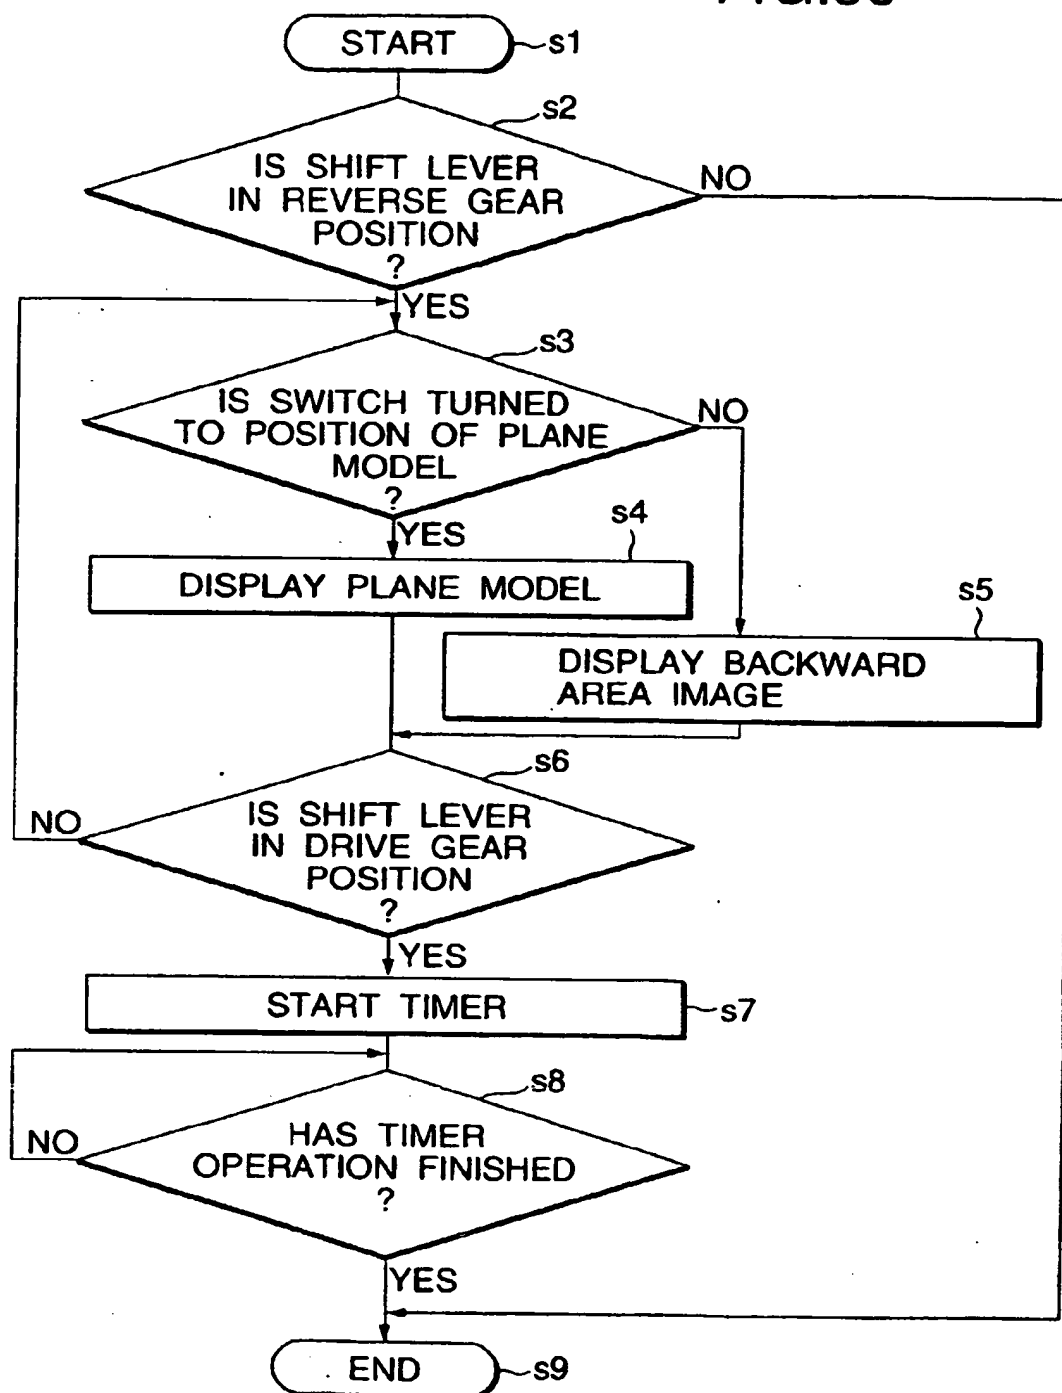 START
s1
s2
IS SHIFT LEVER
IN REVERSE GEAR
POSITION
?
NO
YES
s3
IS SWITCH TURNED
TO POSITION OF PLANE
MODEL
?
NO
YES
s4
DISPLAY PLANE MODEL
s5
DISPLAY BACKWARD
AREA IMAGE
s6
IS SHIFT LEVER
IN DRIVE GEAR
POSITION
?
NO
YES
START TIMER
s7
s8
HAS TIMER
OPERATION FINISHED
?
NO
YES
END
s9